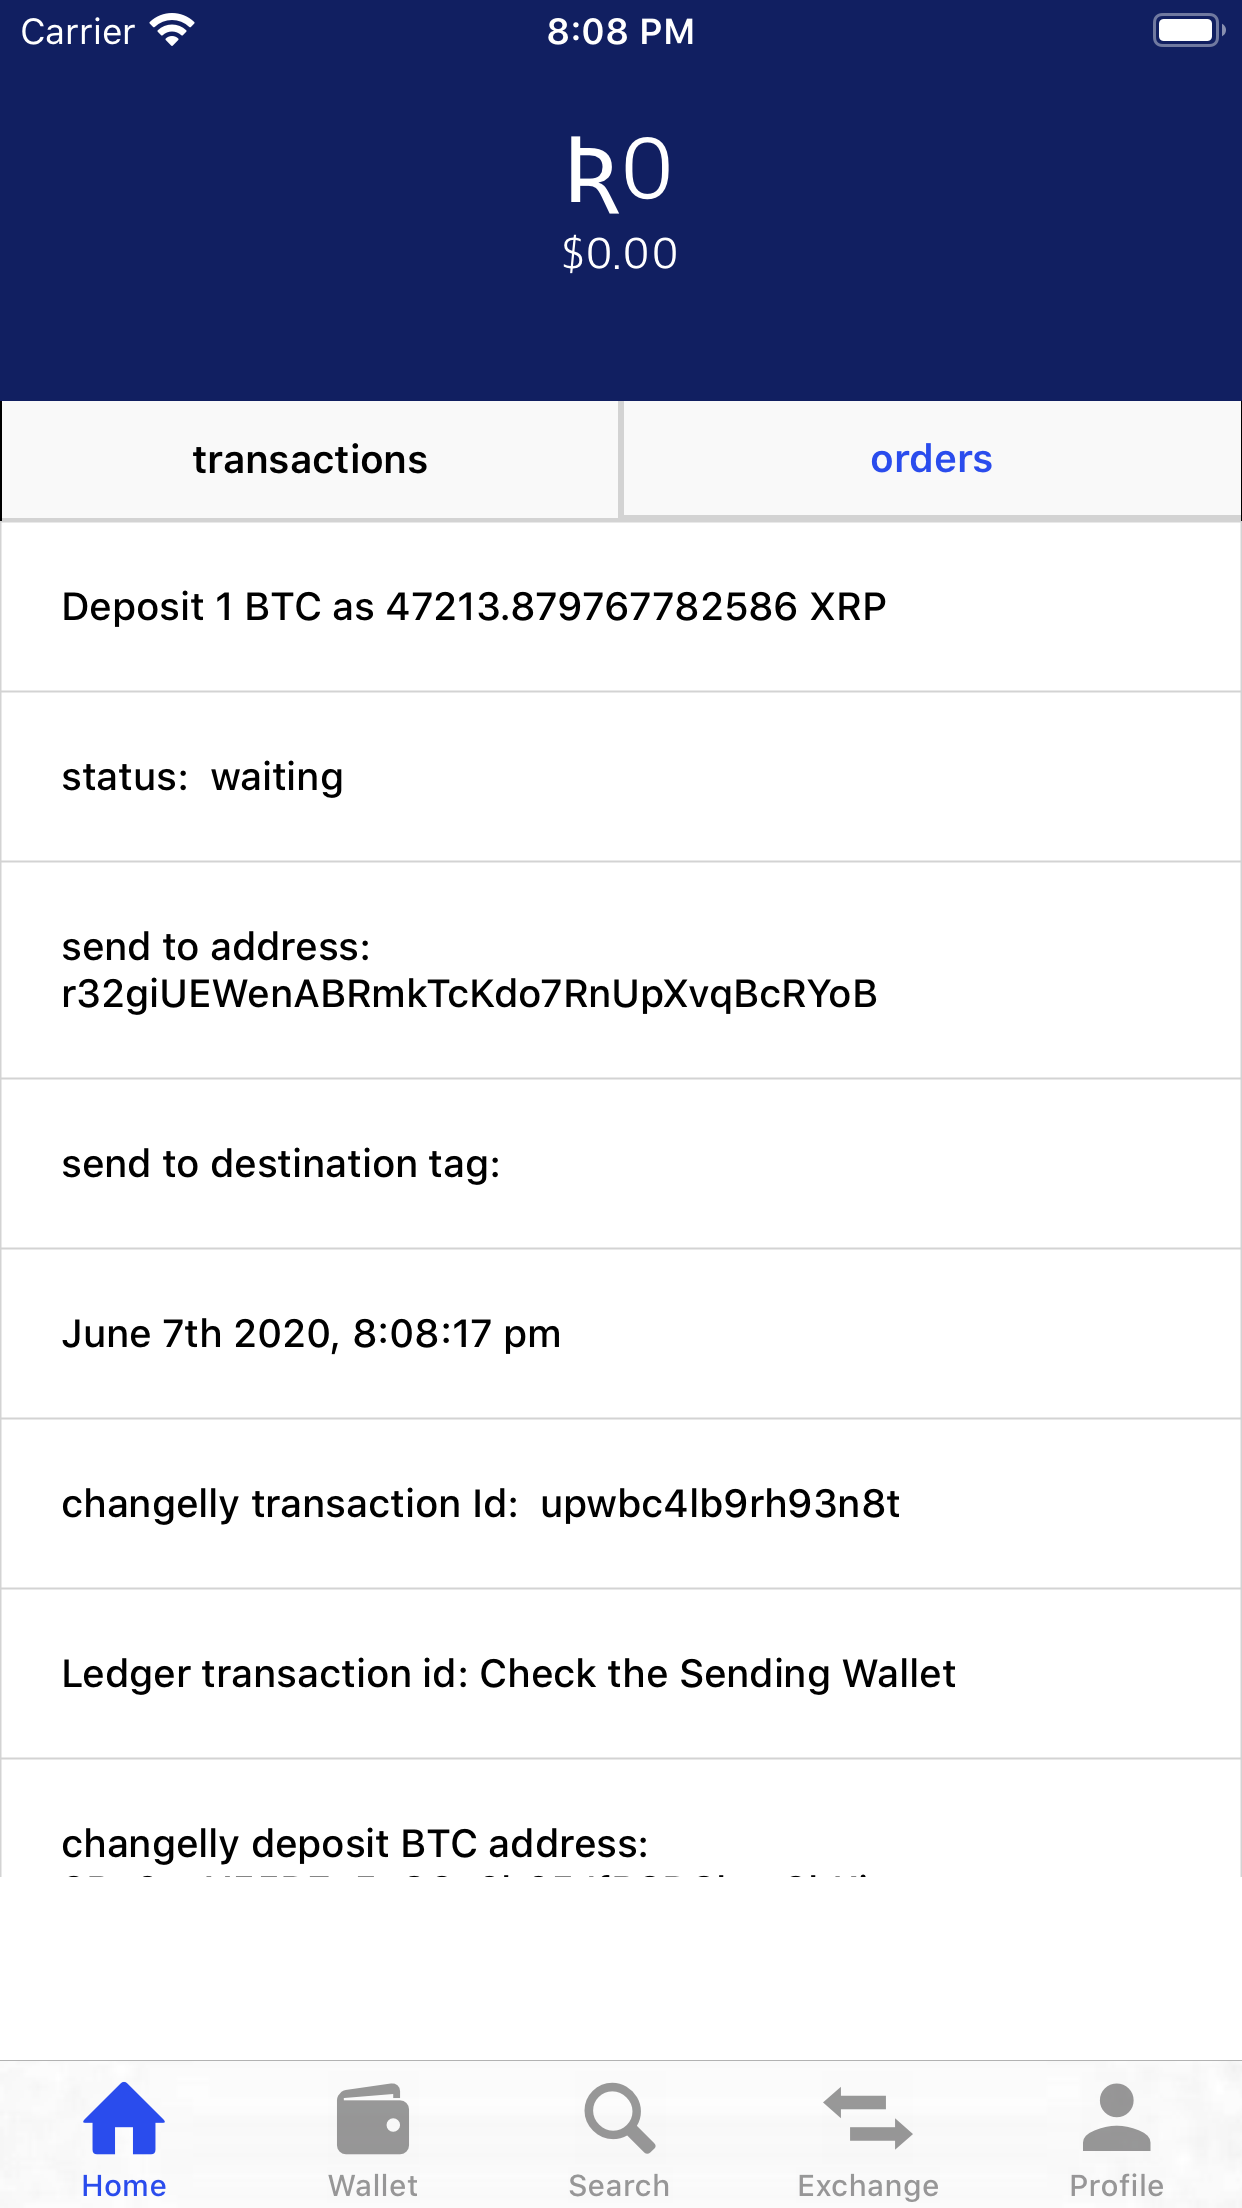 Carrier 8:08 PM
Ʀ0
$0.00
transactions orders
Deposit 1 BTC as 47213.879767782586 XRP
status:  waiting
send to address:
r32giUEWenABRmkTcKdo7RnUpXvqBcRYoB
send to destination tag:
June 7th 2020, 8:08:17 pm
changelly transaction Id:  upwbc4lb9rh93n8t
Ledger transaction id: Check the Sending Wallet
changelly deposit BTC address:
Home Wallet Search Exchange Profile